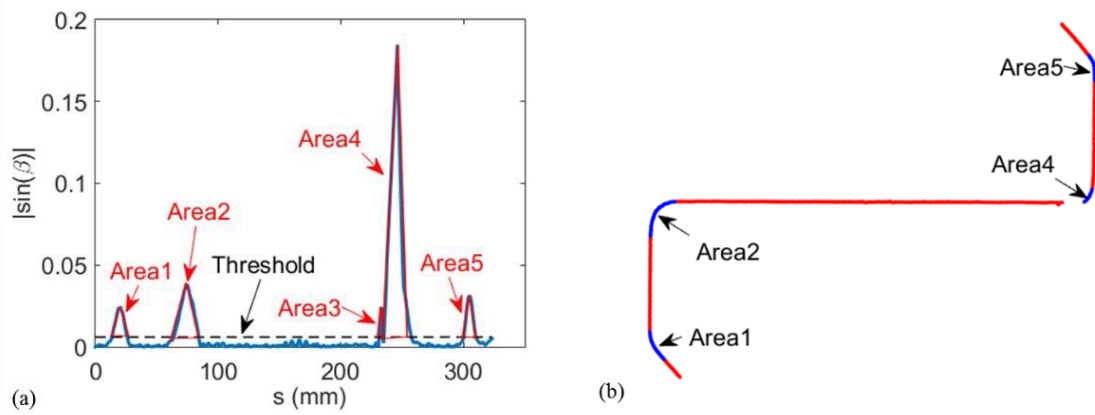 0.2
0.15
0.1
0.05
0
|sin(β)|
Area4
Area2
Area1
Threshold
Area3
Area5
0 100 200 300
s (mm)
(a)
Area5
Area4
Area2
Area1
(b)